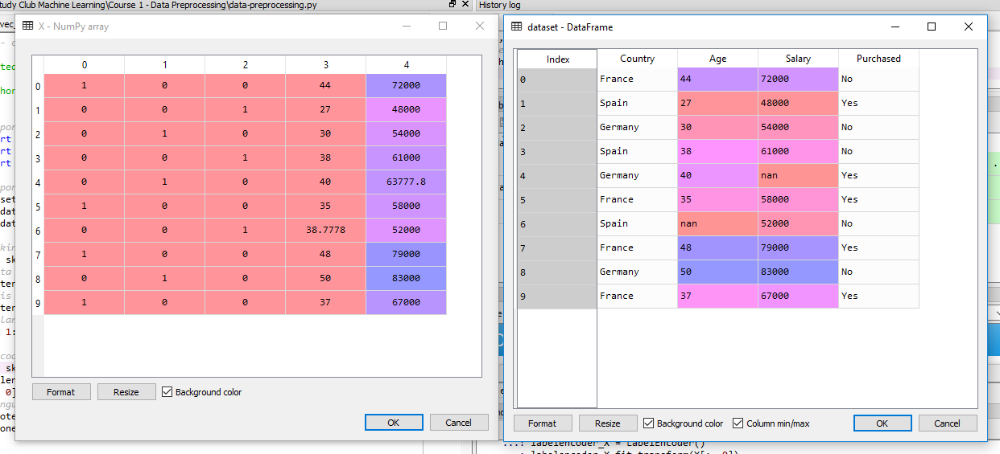 tudy Club Machine Learning\Course 1 - Data Preprocessing\data-preprocessing.py
History log
X - NumPy array
0 1 2 3 4
0 1 0 0 44 72000
1 0 0 1 27 48000
2 0 1 0 30 54000
3 0 0 1 38 61000
4 0 1 0 40 63777.8
5 1 0 0 35 58000
6 0 0 1 38.7778 52000
7 1 0 0 48 79000
8 0 1 0 50 83000
9 1 0 0 37 67000
Format Resize Background color
OK Cancel
dataset - DataFrame
Index Country Age Salary Purchased
0 France 44 72000 No
1 Spain 27 48000 Yes
2 Germany 30 54000 No
3 Spain 38 61000 No
4 Germany 40 nan Yes
5 France 35 58000 Yes
6 Spain nan 52000 No
7 France 48 79000 Yes
8 Germany 50 83000 No
9 France 37 67000 Yes
Format Resize Background color Column min/max OK Cancel
...: labelencoder_X = LabelEncoder()